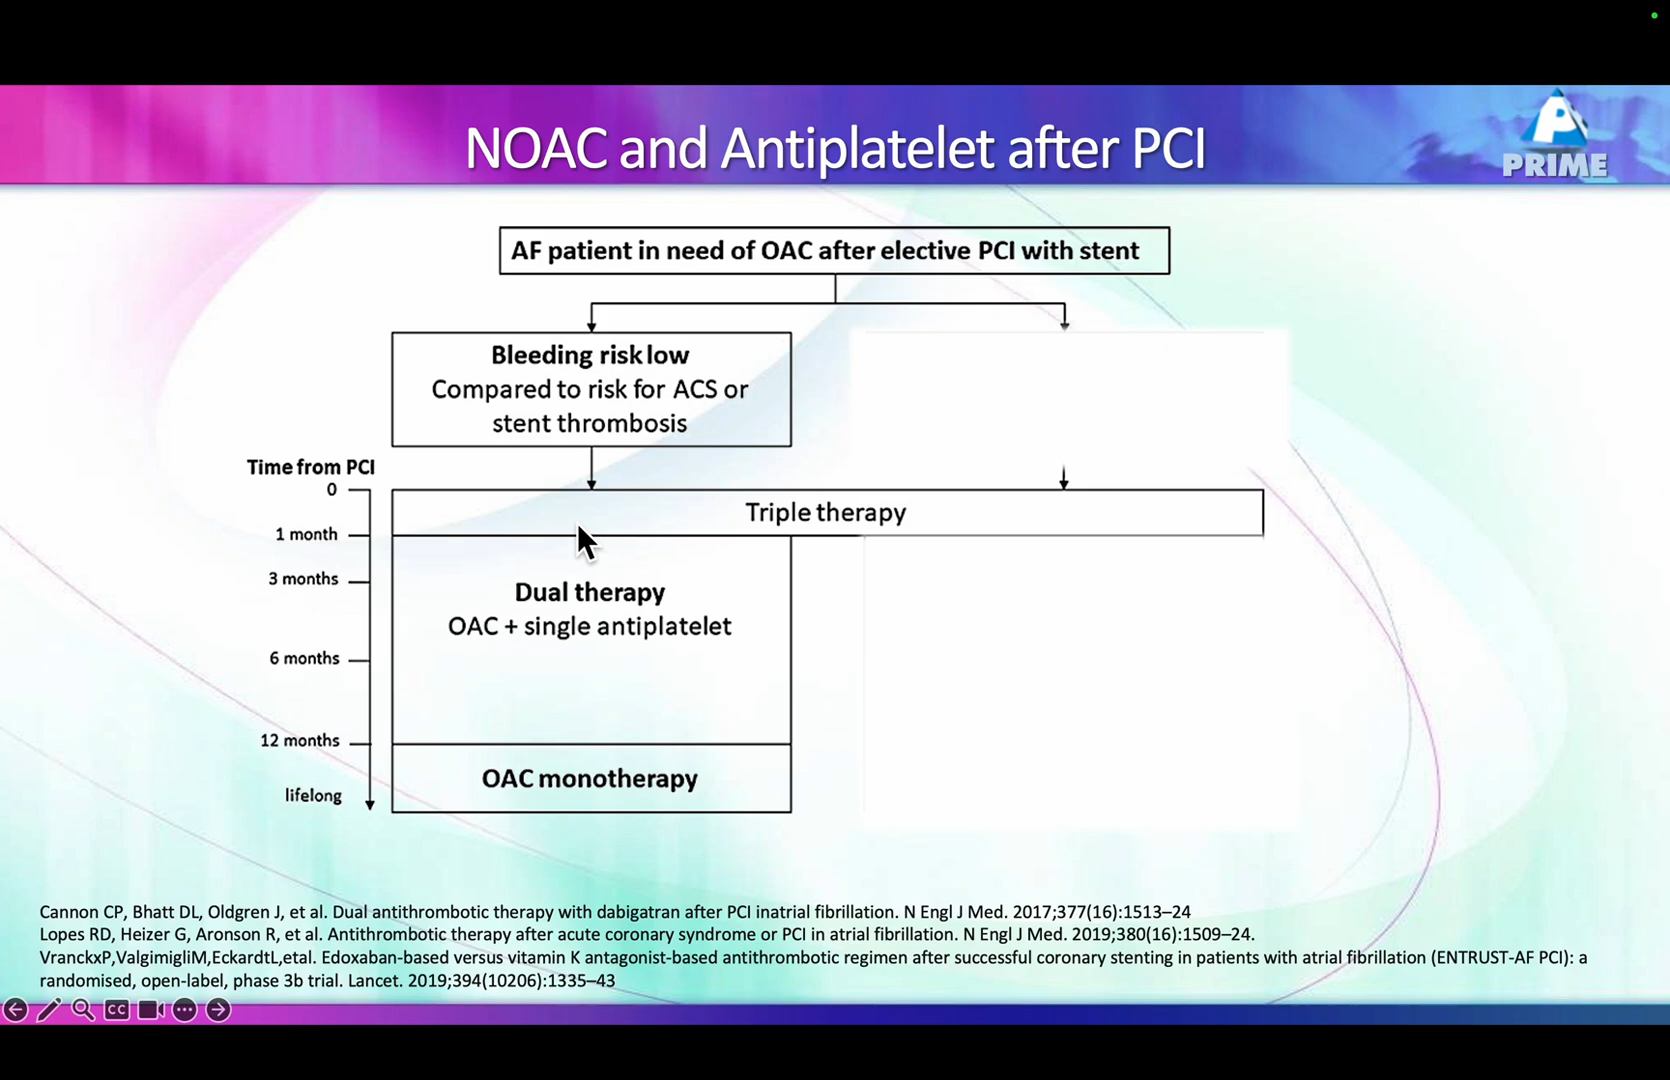 NOAC and Antiplatelet after PCI
PRIME
AF patient in need of OAC after elective PCI with stent
Bleeding risk low
Compared to risk for ACS or
stent thrombosis
Time from PCI
0
1 month
3 months
6 months
12 months
lifelong
Triple therapy
Dual therapy
OAC + single antiplatelet
OAC monotherapy
Cannon CP, Bhatt DL, Oldgren J, et al. Dual antithrombotic therapy with dabigatran after PCI inatrial fibrillation. N Engl J Med. 2017;377(16):1513–24
Lopes RD, Heizer G, Aronson R, et al. Antithrombotic therapy after acute coronary syndrome or PCI in atrial fibrillation. N Engl J Med. 2019;380(16):1509–24.
VranckxP,ValgimigliM,EckardtL,etal. Edoxaban-based versus vitamin K antagonist-based antithrombotic regimen after successful coronary stenting in patients with atrial fibrillation (ENTRUST-AF PCI): a
randomised, open-label, phase 3b trial. Lancet. 2019;394(10206):1335–43
CC